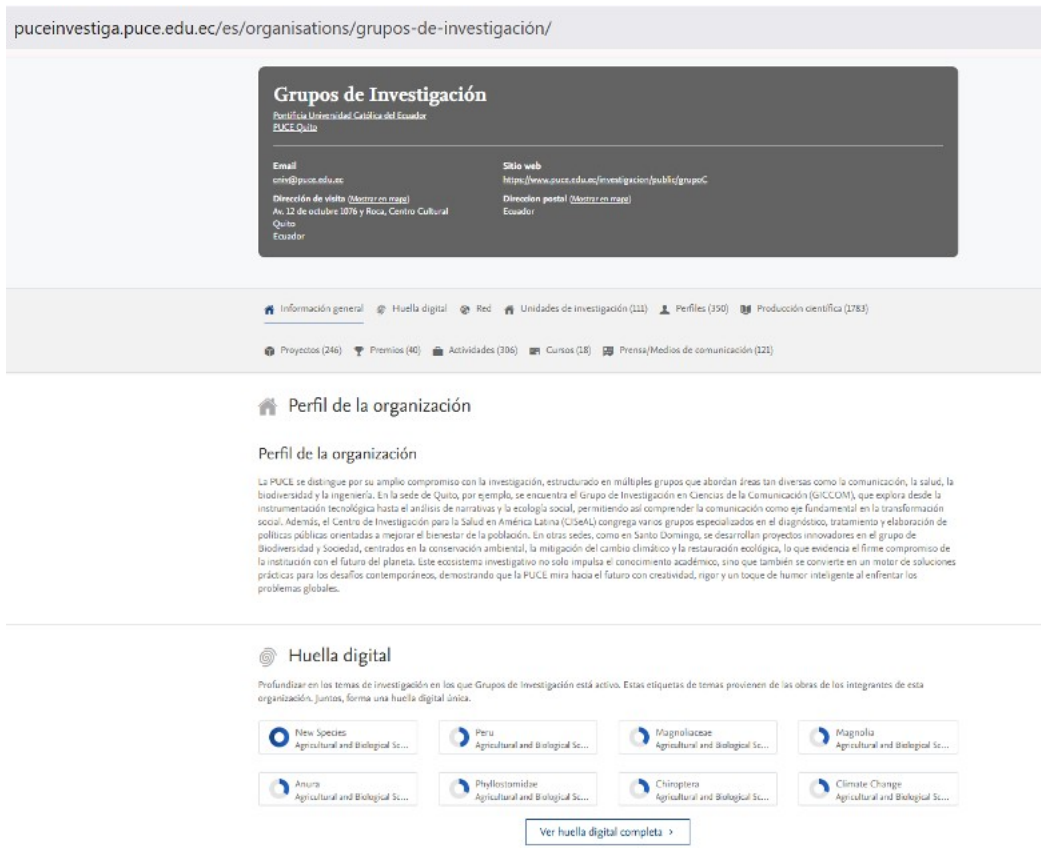 puceinvestiga.puce.edu.ec/es/organisations/grupos-de-investigación/
Grupos de Investigación
Pontificia Universidad Católica del Ecuador
PUCE Quito
Email
Sitio web
cniv@puce.edu.ec
https://www.puce.edu.ec/investigacion/public/grupoC
Dirección de visita (Mostrar en mapa)
Direccion postal (Mostrar en mapa)
Av. 12 de octubre 1076 y Roca, Centro Cultural
Ecuador
Quito
Ecuador
Información general Huella digital Red Unidades de investigación (111) Perfiles (350) Producción científica (1783)
Proyectos (246) Premios (40) Actividades (306) Cursos (18) Prensa/Medios de comunicación (121)
Perfil de la organización
Perfil de la organización
La PUCE se distingue por su amplio compromiso con la investigación, estructurado en múltiples grupos que abordan áreas tan diversas como la comunicación, la salud, la
biodiversidad y la ingeniería. En la sede de Quito, por ejemplo, se encuentra el Grupo de Investigación en Ciencias de la Comunicación (GICCOM), que explora desde la
instrumentación tecnológica hasta el análisis de narrativas y la ecología social, permitiendo así comprender la comunicación como eje fundamental en la transformación
social. Además, el Centro de Investigación para la Salud en América Latina (CISeAL) congrega varios grupos especializados en el diagnóstico, tratamiento y elaboración de
políticas públicas orientadas a mejorar el bienestar de la población. En otras sedes, como en Santo Domingo, se desarrollan proyectos innovadores en el grupo de
Biodiversidad y Sociedad, centrados en la conservación ambiental, la mitigación del cambio climático y la restauración ecológica, lo que evidencia el firme compromiso de
la institución con el futuro del planeta. Este ecosistema investigativo no solo impulsa el conocimiento académico, sino que también se convierte en un motor de soluciones
prácticas para los desafíos contemporáneos, demostrando que la PUCE mira hacia el futuro con creatividad, rigor y un toque de humor inteligente al enfrentar los
problemas globales.
Huella digital
Profundizar en los temas de investigación en los que Grupos de Investigación está activo. Estas etiquetas de temas provienen de las obras de los integrantes de esta
organización. Juntos, forma una huella digital única.
New Species
Agricultural and Biological Sc...
Peru
Agricultural and Biological Sc...
Magnoliaceae
Agricultural and Biological Sc...
Magnolia
Agricultural and Biological Sc...
Anura
Agricultural and Biological Sc...
Phyllostomidae
Agricultural and Biological Sc...
Chiroptera
Agricultural and Biological Sc...
Climate Change
Agricultural and Biological Sc...
Ver huella digital completa >